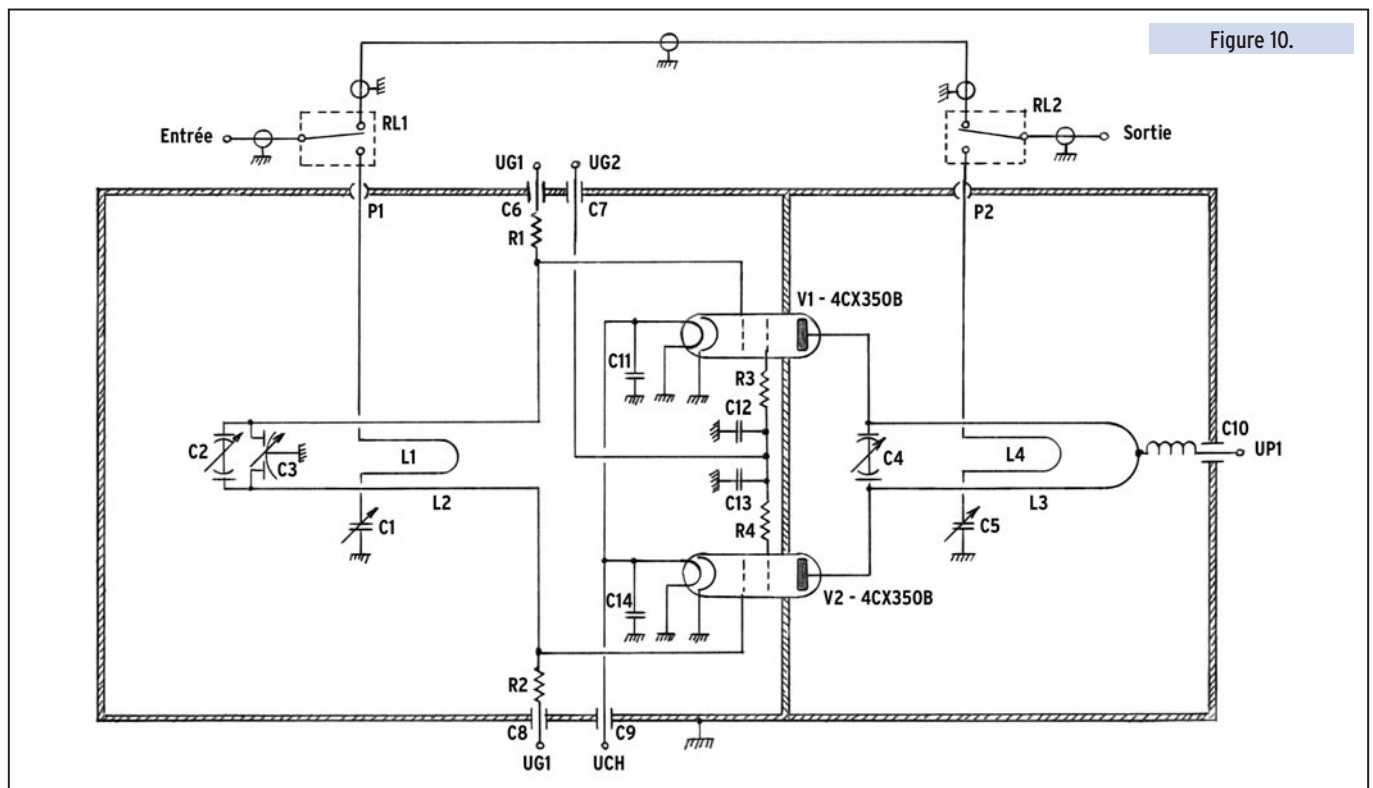 Figure 10.
RL1
RL2
Entrée
Sortie
UG1
UG2
P1
C6
C7
P2
R1
V1 - 4CX350B
C11
R3
C12
C10
C2
C3
L1
C4
L4
UP1
C13
L2
L3
C1
R4
C5
C14
V2 - 4CX350B
R2
C8
C9
UG1
UCH